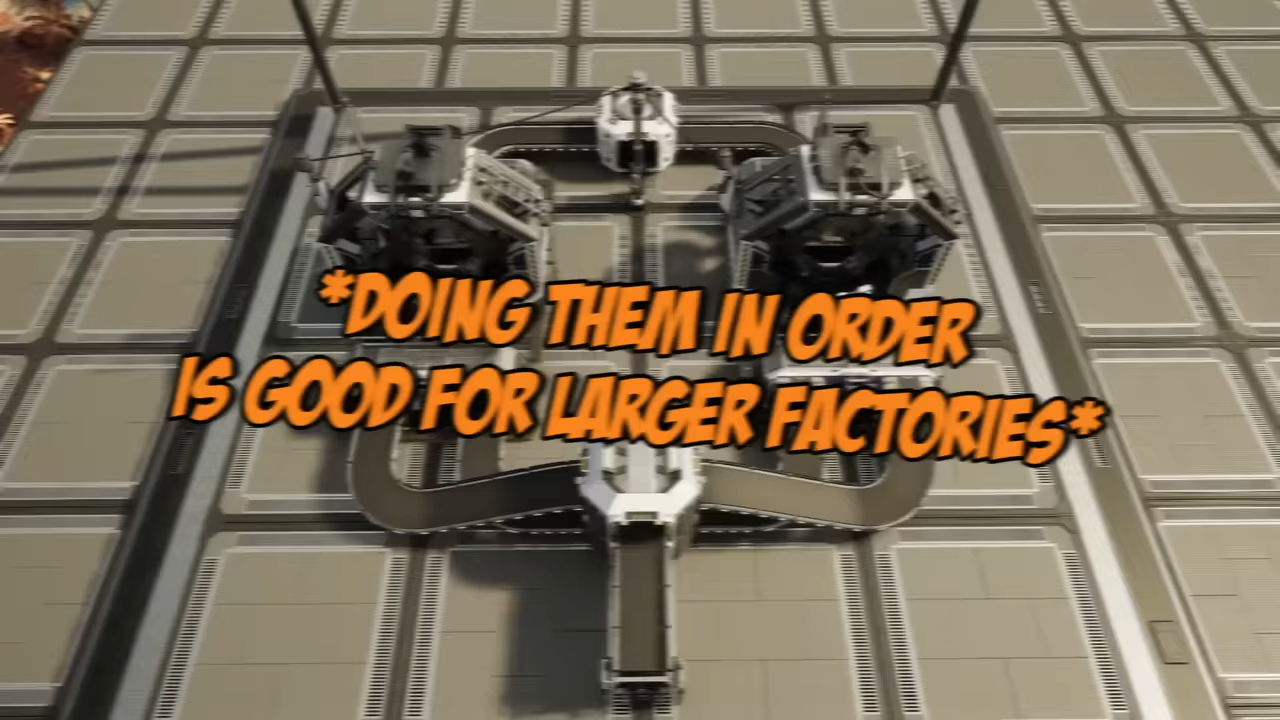 *DOING THEM IN ORDER
IS GOOD FOR LARGER FACTORIES*